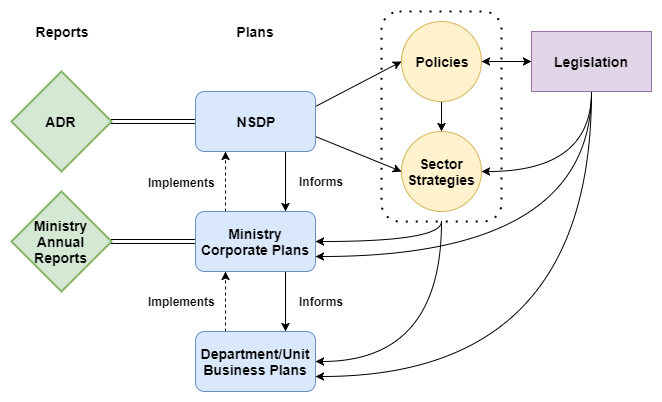 Reports
Plans
Policies
Legislation
ADR
NSDP
Sector
Strategies
Implements
Informs
Ministry
Annual
Reports
Ministry
Corporate Plans
Implements
Informs
Department/Unit
Business Plans